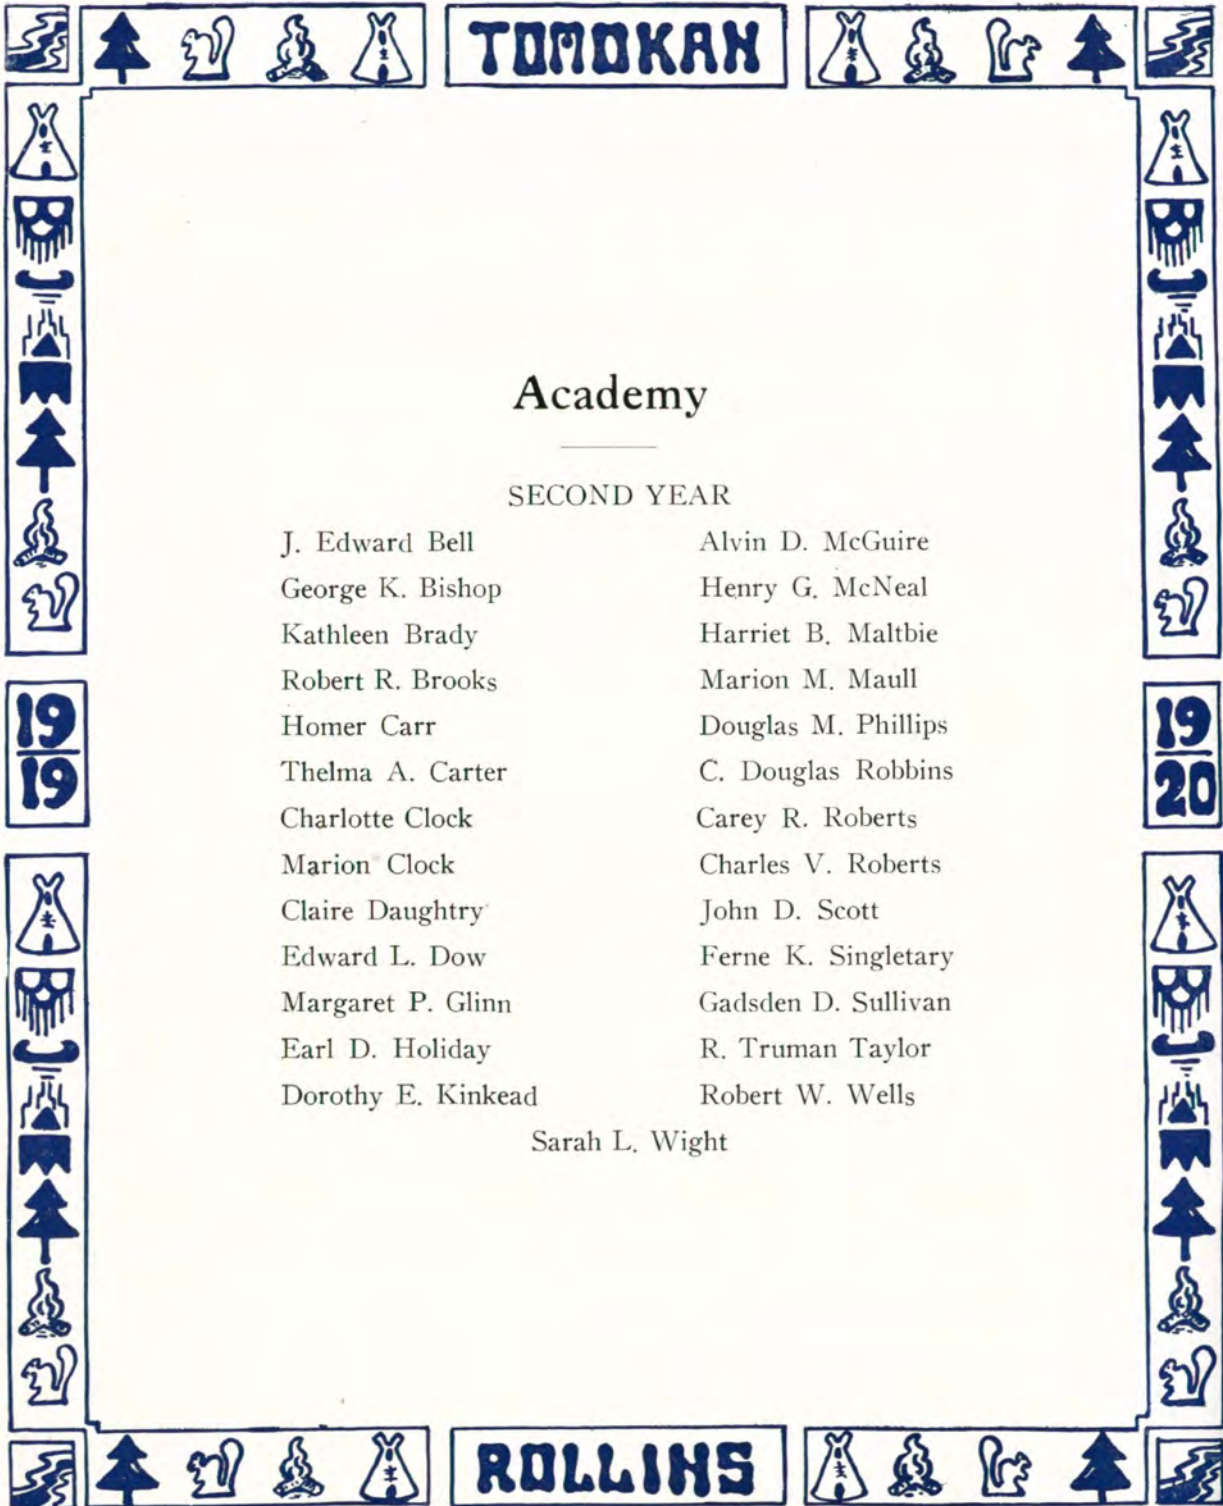 TOMOKAN
Academy
SECOND YEAR
J. Edward Bell
George K. Bishop
Kathleen Brady
Robert R. Brooks
Homer Carr
Thelma A. Carter
Charlotte Clock
Marion Clock
Claire Daughtry
Edward L. Dow
Margaret P. Glinn
Earl D. Holiday
Dorothy E. Kinkead
Alvin D. McGuire
Henry G. McNeal
Harriet B. Maltbie
Marion M. Maull
Douglas M. Phillips
C. Douglas Robbins
Carey R. Roberts
Charles V. Roberts
John D. Scott
Ferne K. Singletary
Gadsden D. Sullivan
R. Truman Taylor
Robert W. Wells
Sarah L. Wight
19
19
19
20
ROLLINS